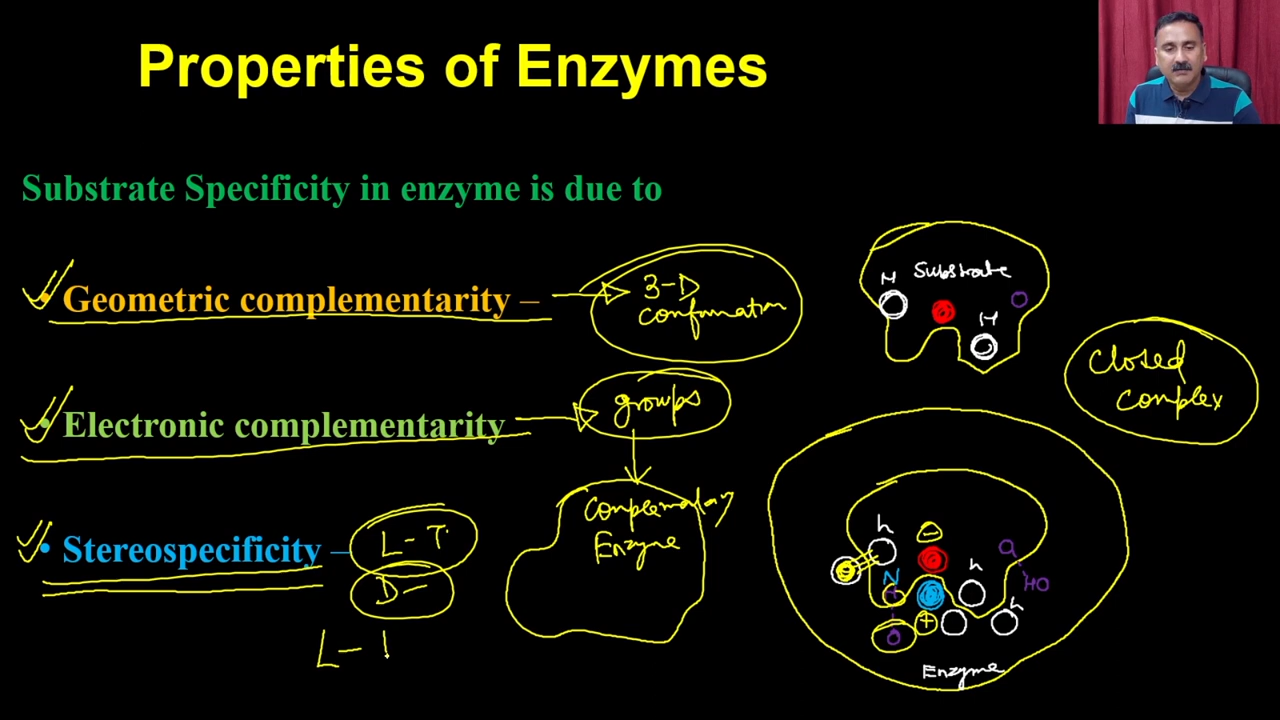 Properties of Enzymes
Substrate Specificity in enzyme is due to
• Geometric complementarity –
3-D
confirmation
• Electronic complementarity
groups
Enzyme
• Stereospecificity –
L-T
D-
L-
H
Substrate
H
Closed
complex
h
N
h
h
HO
+
Enzyme